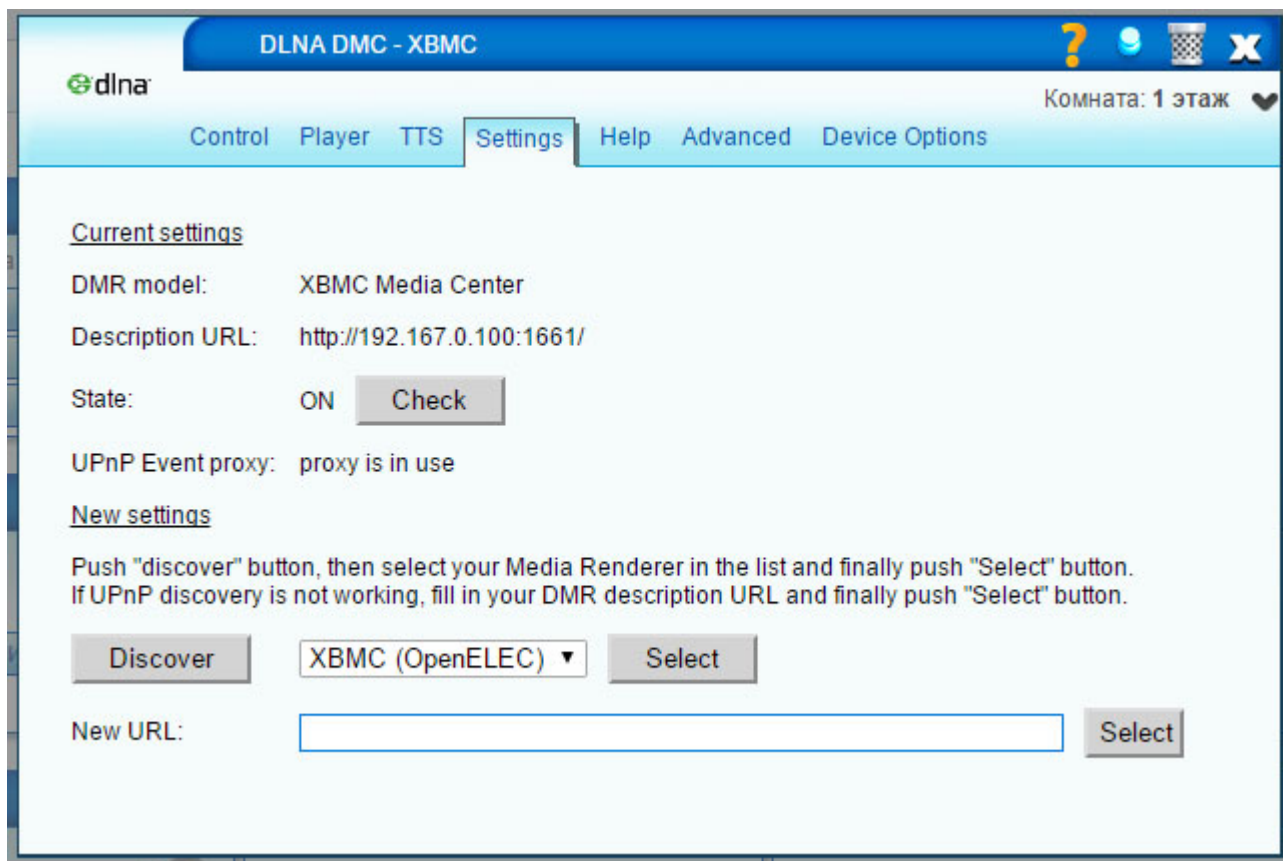 DLNA DMC - XBMC
dlna
Комната: 1 этаж
Control Player TTS Settings Help Advanced Device Options
Current settings
DMR model: XBMC Media Center
Description URL: http://192.167.0.100:1661/
State: ON Check
UPnP Event proxy: proxy is in use
New settings
Push "discover" button, then select your Media Renderer in the list and finally push "Select" button.
If UPnP discovery is not working, fill in your DMR description URL and finally push "Select" button.
Discover XBMC (OpenELEC) Select
New URL: Select